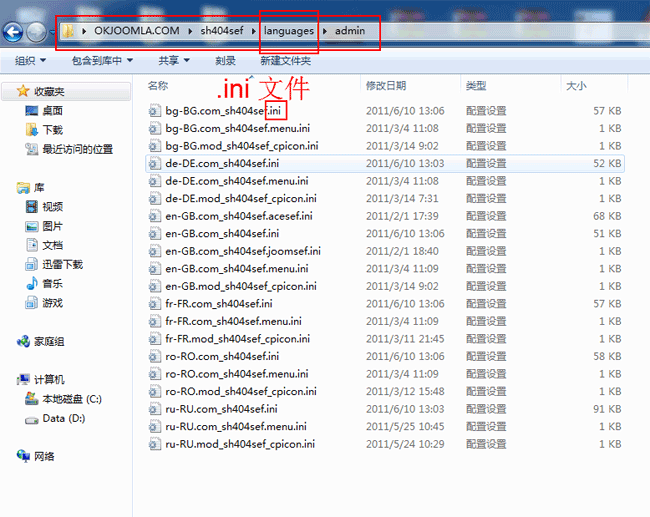 OKJOOMLA.COM sh404sef languages admin
组织 包含到库中 共享 刻录 新建文件夹
.ini 文件
收藏夹
桌面
下载
最近访问的位置
库
视频
图片
文档
迅雷下载
音乐
游戏
家庭组
计算机
本地磁盘 (C:)
Data (D:)
网络
名称 修改日期 类型 大小
bg-BG.com_sh404sef.ini 2011/6/10 13:06 配置设置 57 KB
bg-BG.com_sh404sef.menu.ini 2011/3/4 11:08 配置设置 1 KB
bg-BG.mod_sh404sef_cpicon.ini 2011/3/14 9:02 配置设置 1 KB
de-DE.com_sh404sef.ini 2011/6/10 13:03 配置设置 52 KB
de-DE.com_sh404sef.menu.ini 2011/3/4 11:08 配置设置 1 KB
de-DE.mod_sh404sef_cpicon.ini 2011/3/14 7:31 配置设置 1 KB
en-GB.com_sh404sef.acesef.ini 2011/2/1 17:39 配置设置 68 KB
en-GB.com_sh404sef.ini 2011/6/10 13:06 配置设置 51 KB
en-GB.com_sh404sef.joomsef.ini 2011/2/1 18:40 配置设置 1 KB
en-GB.com_sh404sef.menu.ini 2011/3/4 11:09 配置设置 1 KB
en-GB.mod_sh404sef_cpicon.ini 2011/3/14 9:02 配置设置 1 KB
fr-FR.com_sh404sef.ini 2011/6/10 13:06 配置设置 57 KB
fr-FR.com_sh404sef.menu.ini 2011/3/4 11:09 配置设置 1 KB
fr-FR.mod_sh404sef_cpicon.ini 2011/3/11 21:45 配置设置 1 KB
ro-RO.com_sh404sef.ini 2011/6/10 13:06 配置设置 58 KB
ro-RO.com_sh404sef.menu.ini 2011/3/4 11:09 配置设置 1 KB
ro-RO.mod_sh404sef_cpicon.ini 2011/3/12 15:48 配置设置 1 KB
ru-RU.com_sh404sef.ini 2011/6/10 13:03 配置设置 91 KB
ru-RU.com_sh404sef.menu.ini 2011/5/25 10:45 配置设置 1 KB
ru-RU.mod_sh404sef_cpicon.ini 2011/5/24 10:29 配置设置 1 KB